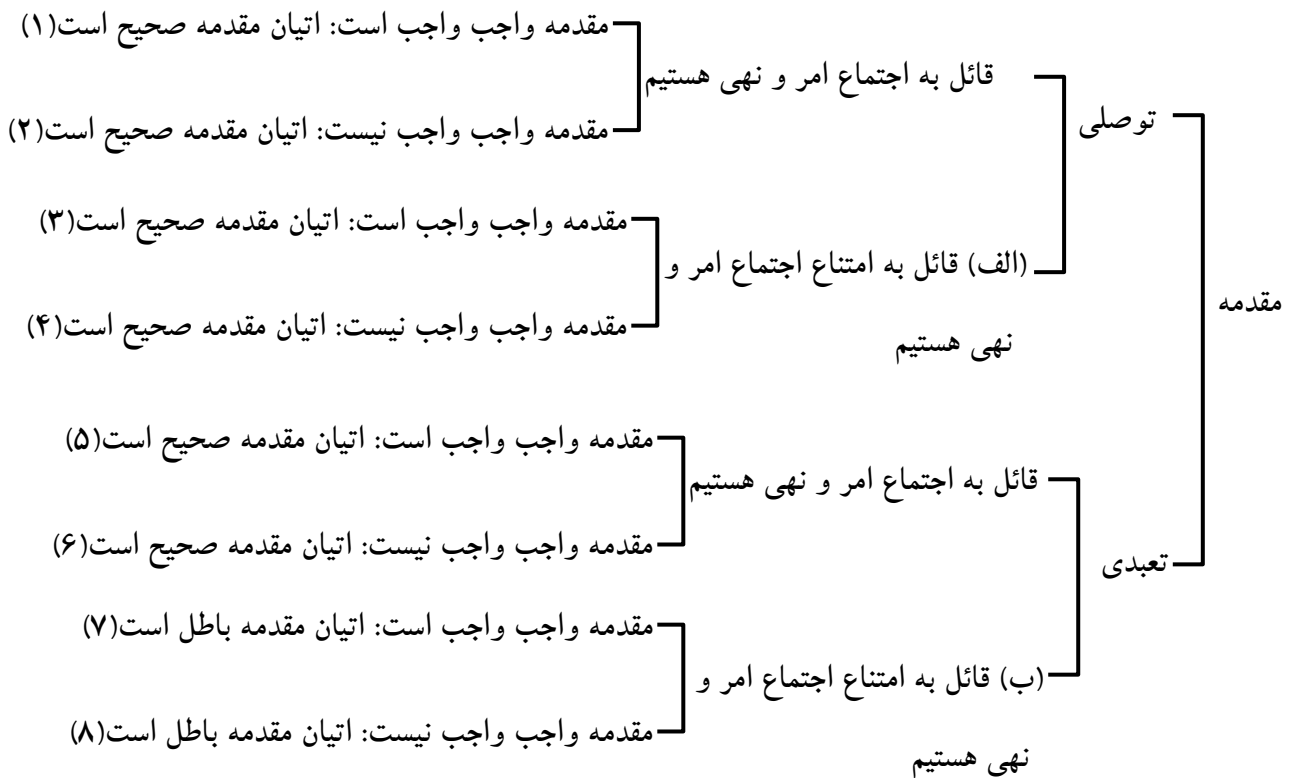 مقدمه واجب واجب است: اتیان مقدمه صحیح است(۱)
قائل به اجتماع امر و نهی هستیم
توصلی
مقدمه واجب واجب نیست: اتیان مقدمه صحیح است(۲)
مقدمه واجب واجب است: اتیان مقدمه صحیح است(۳)
(الف) قائل به امتناع اجتماع امر و
مقدمه
مقدمه واجب واجب نیست: اتیان مقدمه صحیح است(۴)
نهی هستیم
مقدمه واجب واجب است: اتیان مقدمه صحیح است(۵)
قائل به اجتماع امر و نهی هستیم
مقدمه واجب واجب نیست: اتیان مقدمه صحیح است(۶)
تعبدی
مقدمه واجب واجب است: اتیان مقدمه باطل است(۷)
(ب) قائل به امتناع اجتماع امر و
مقدمه واجب واجب نیست: اتیان مقدمه باطل است(۸)
نهی هستیم